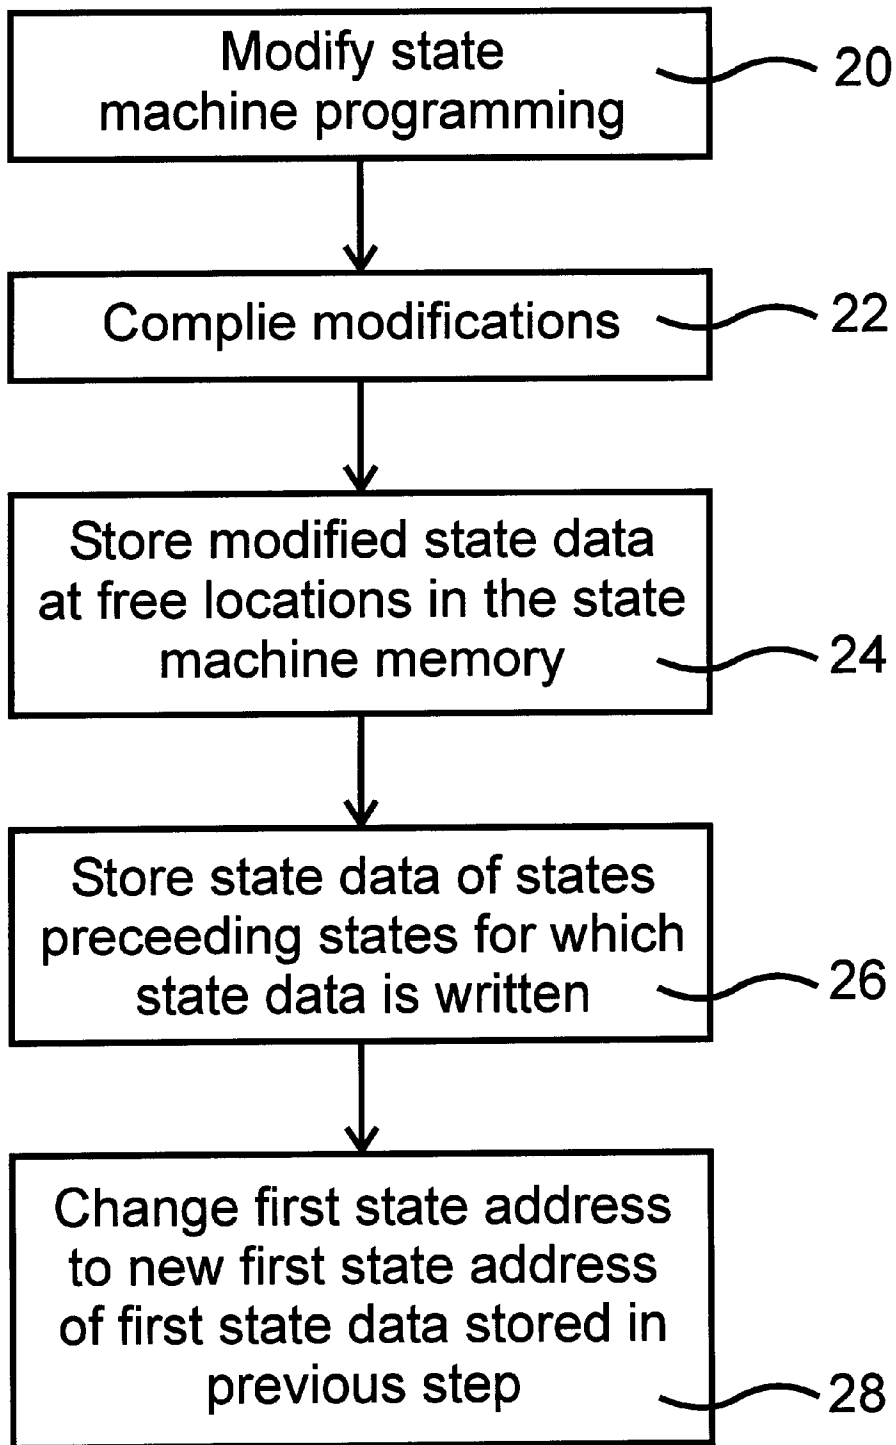 Modify state
machine programming
20
Complie modifications
22
Store modified state data
at free locations in the state
machine memory
24
Store state data of states
preceeding states for which
state data is written
26
Change first state address
to new first state address
of first state data stored in
previous step
28